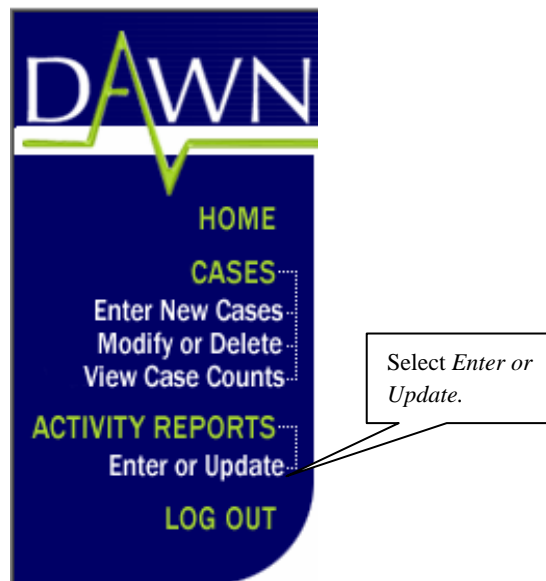 DAWN
HOME
CASES
Enter New Cases
Modify or Delete
View Case Counts
ACTIVITY REPORTS
Enter or Update
Select Enter or
Update.
LOG OUT